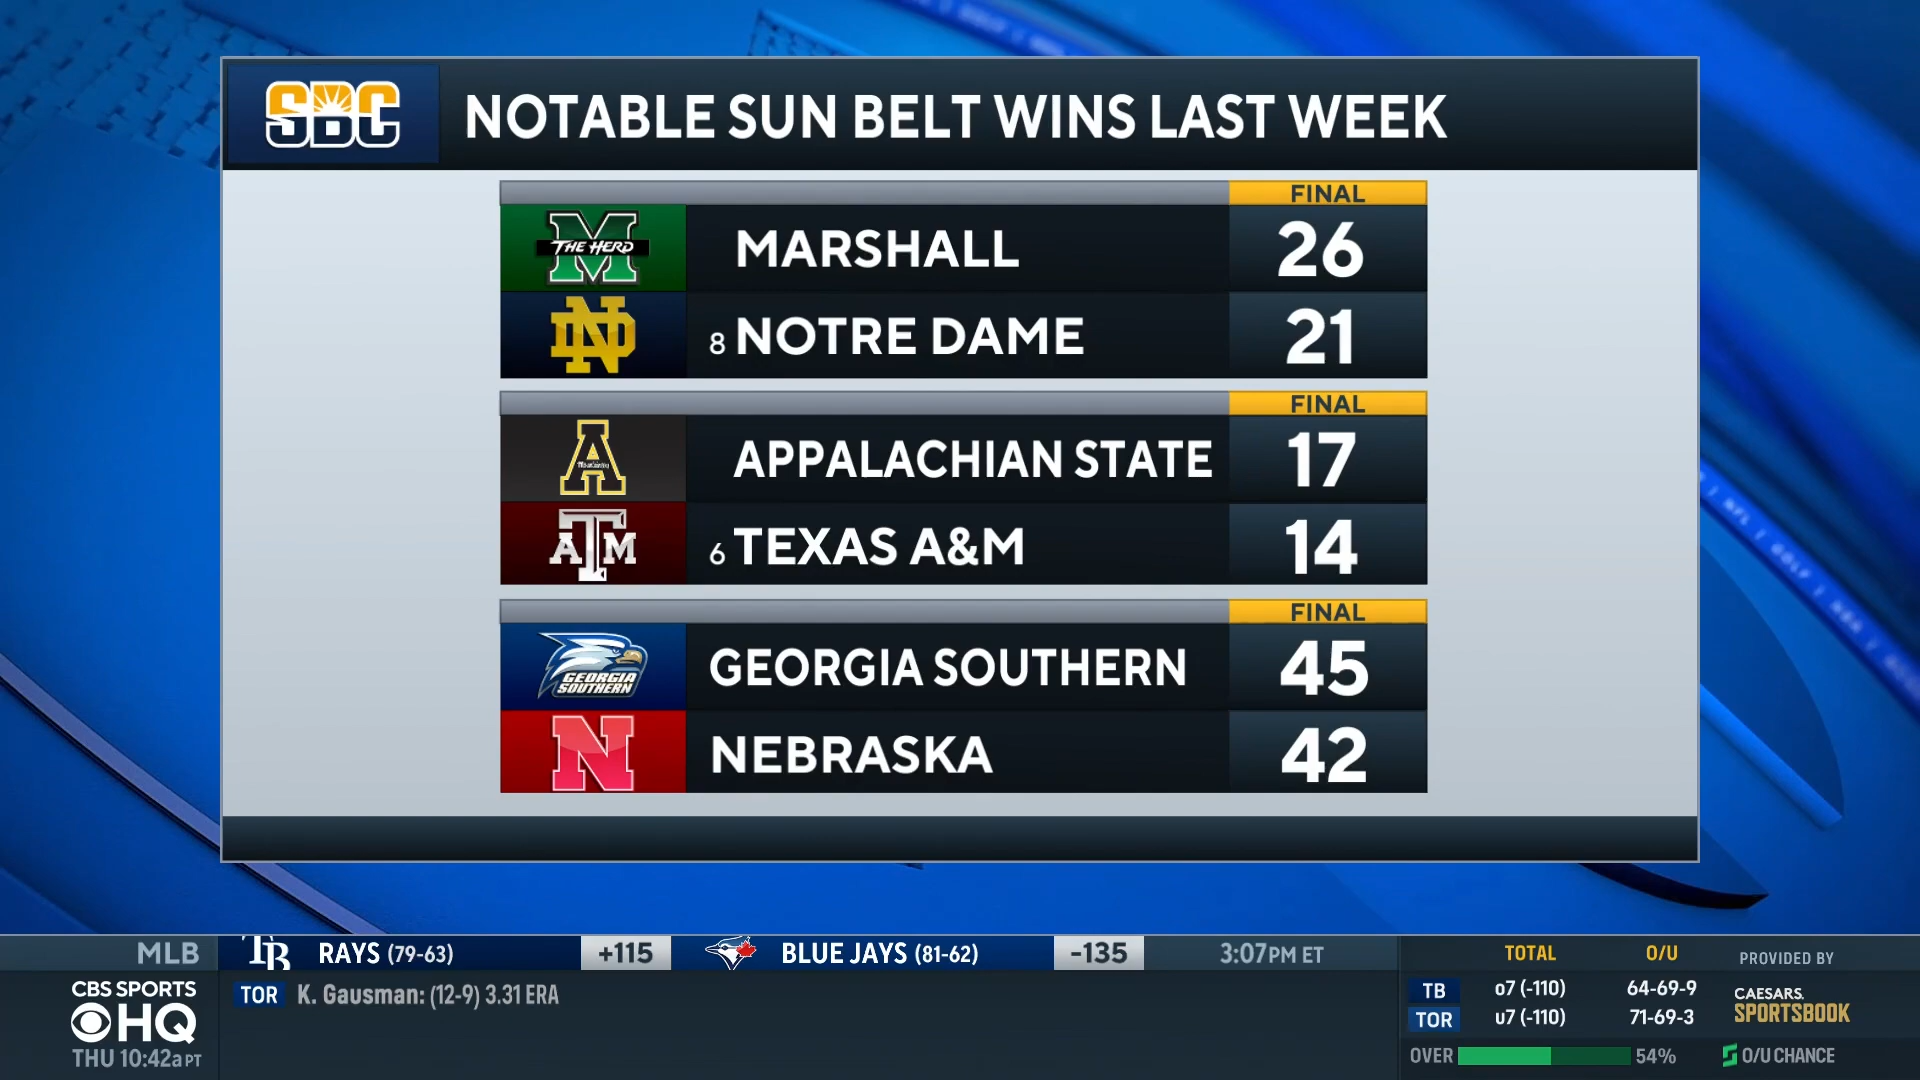 SBC NOTABLE SUN BELT WINS LAST WEEK
FINAL
THE HERD M MARSHALL 26
ND 8 NOTRE DAME 21
FINAL
A APPALACHIAN STATE 17
ATM 6 TEXAS A&M 14
FINAL
GEORGIA SOUTHERN GEORGIA SOUTHERN 45
N NEBRASKA 42
MLB TB RAYS (79-63) +115 BLUE JAYS (81-62) -135 3:07PM ET
TOR K. Gausman: (12-9) 3.31 ERA
CBS SPORTS
HQ
THU 10:42a PT
TOTAL O/U PROVIDED BY
TB o7 (-110) 64-69-9
TOR u7 (-110) 71-69-3
CAESARS
SPORTSBOOK
OVER 54% S O/U CHANCE